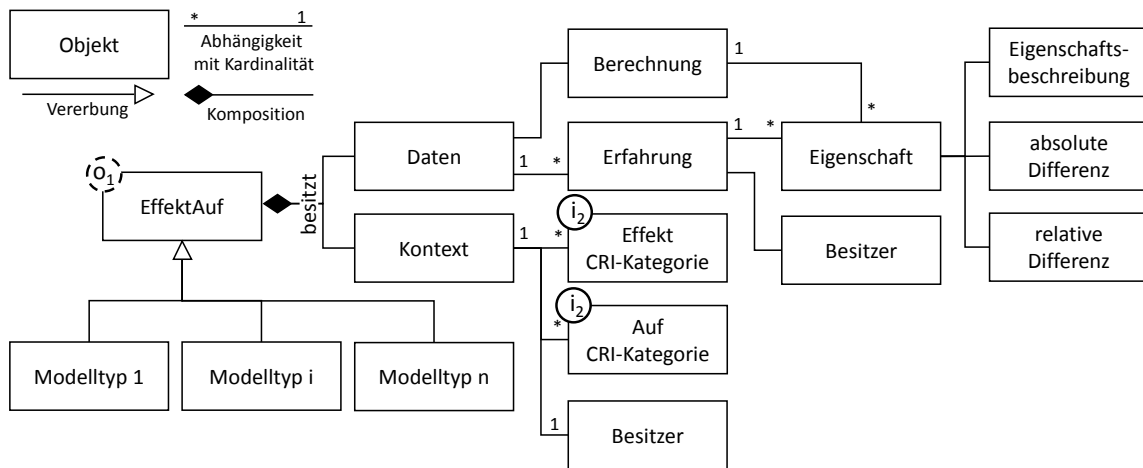 Objekt
* 1
Abhängigkeit
mit Kardinalität
Vererbung
Komposition
o1
EffektAuf
besitzt
Modelltyp 1
Modelltyp i
Modelltyp n
Daten
1 *
Kontext
1 *
*
1
Berechnung
1
*
Erfahrung
1 *
i2
Effekt
CRI-Kategorie
i2
Auf
CRI-Kategorie
Besitzer
Eigenschaft
Besitzer
Eigenschafts-
beschreibung
absolute
Differenz
relative
Differenz